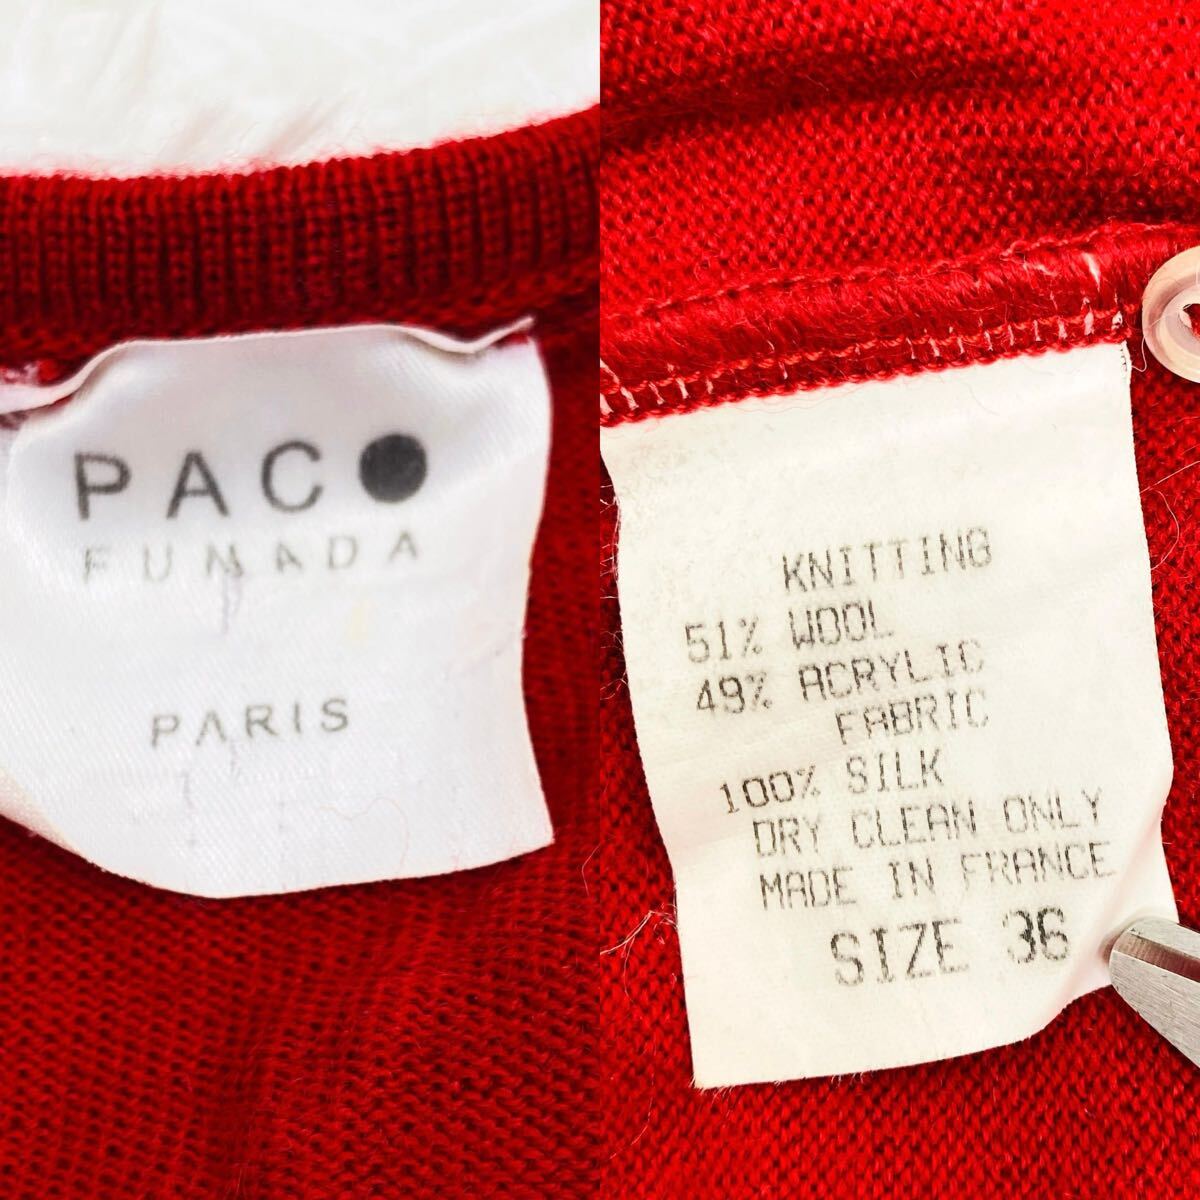 PACO
FUNADA
PARIS
KNITTING
51% WOOL
49% ACRYLIC
FABRIC
100% SILK
DRY CLEAN ONLY
MADE IN FRANCE
SIZE 36